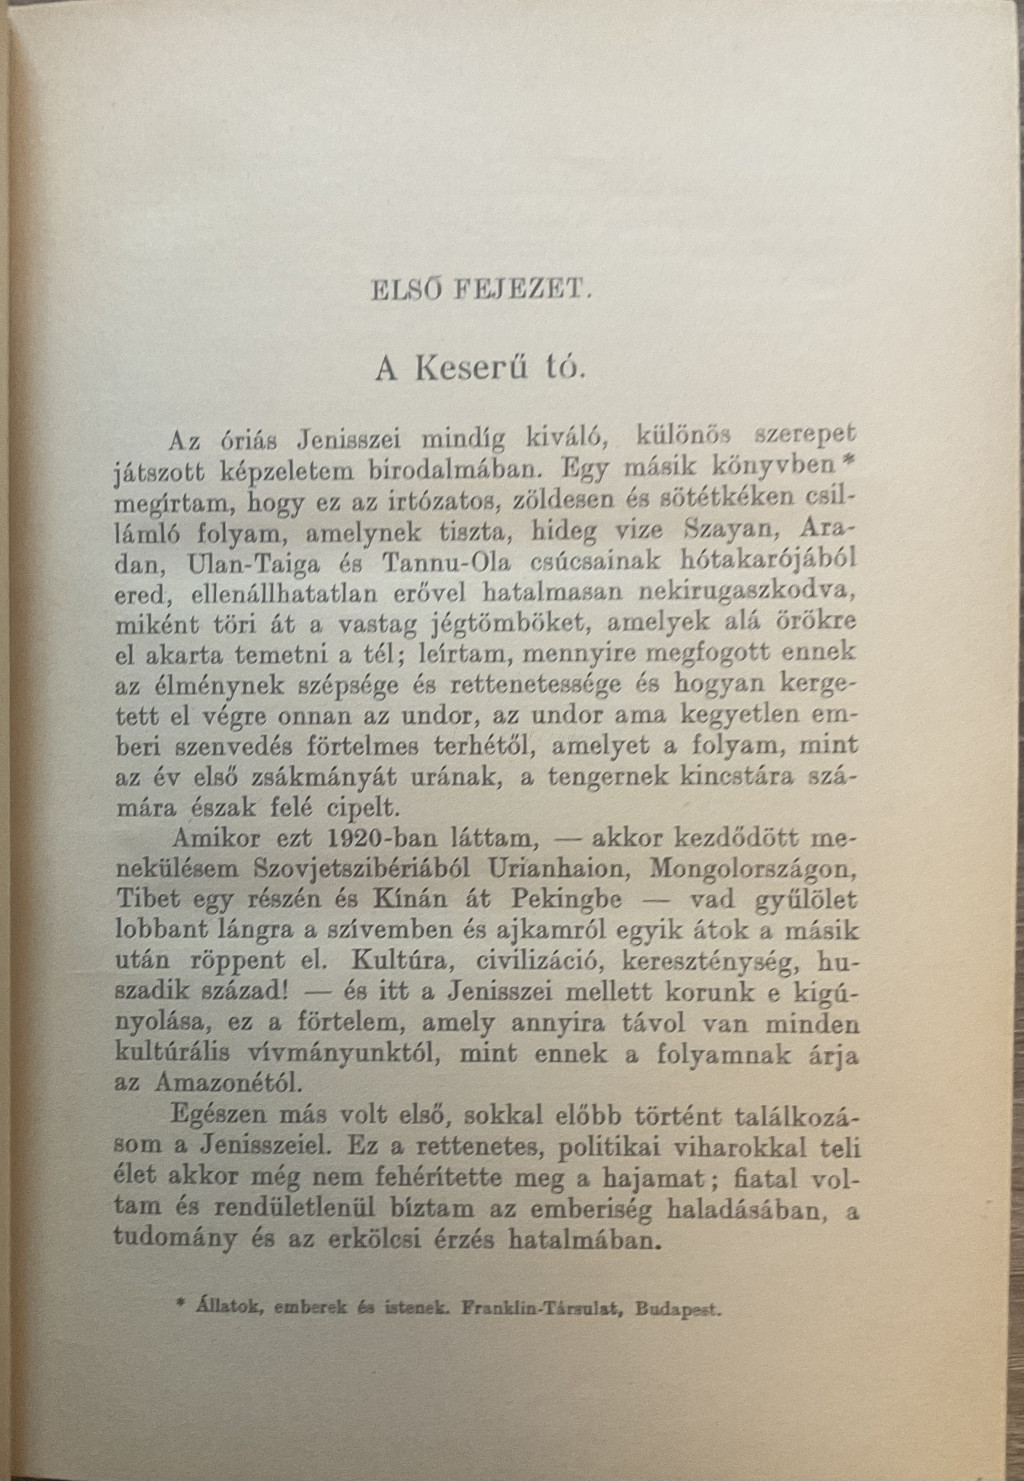 ELSŐ FEJEZET.
A Keserű tó.
Az óriás Jenisszei mindíg kiváló, különös szerepet
játszott képzeletem birodalmában. Egy másik könyvben*
megírtam, hogy ez az irtózatos, zöldesen és sötétkéken csil-
lámló folyam, amelynek tiszta, hideg vize Szayan, Ara-
dan, Ulan-Taiga és Tannu-Ola csúcsainak hótakarójából
ered, ellenállhatatlan erővel hatalmasan nekirugaszkodva,
miként töri át a vastag jégtömböket, amelyek alá örökre
el akarta temetni a tél; leírtam, mennyire megfogott ennek
az élménynek szépsége és rettenetessége és hogyan kerge-
tett el végre onnan az undor, az undor ama kegyetlen em-
beri szenvedés förtelmes terhétől, amelyet a folyam, mint
az év első zsákmányát urának, a tengernek kincstára szá-
mára észak felé cipelt.
Amikor ezt 1920-ban láttam, — akkor kezdődött me-
nekülésem Szovjetszibériából Urianhaion, Mongolországon,
Tibet egy részén és Kínán át Pekingbe — vad gyűlölet
lobbant lángra a szívemben és ajkamról egyik átok a másik
után röppent el. Kultúra, civilizáció, kereszténység, hu-
szadik század! — és itt a Jenisszei mellett korunk e kigú-
nyolása, ez a förtelem, amely annyira távol van minden
kultúrális vívmányunktól, mint ennek a folyamnak árja
az Amazonétól.
Egészen más volt első, sokkal előbb történt találkozá-
som a Jenisszeiel. Ez a rettenetes, politikai viharokkal teli
élet akkor még nem fehérítette meg a hajamat; fiatal vol-
tam és rendületlenül bíztam az emberiség haladásában, a
tudomány és az erkölcsi érzés hatalmában.
* Állatok, emberek és istenek. Franklin-Társulat, Budapest.